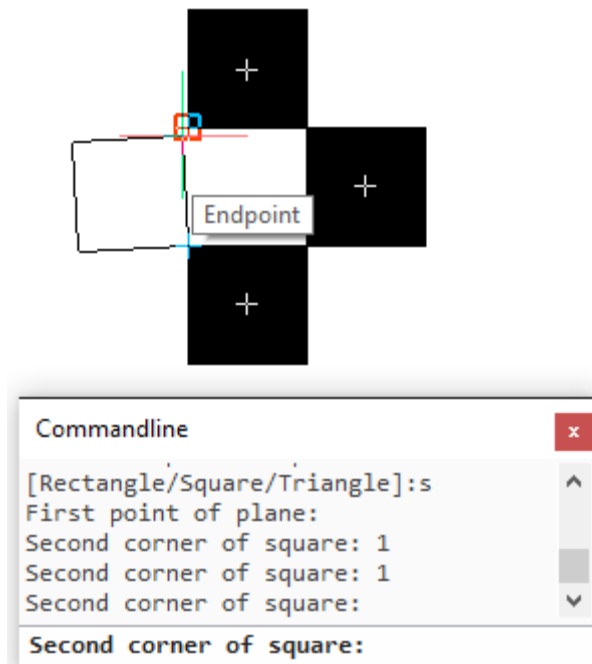 Endpoint
Commandline
x
[Rectangle/Square/Triangle]:s
First point of plane:
Second corner of square: 1
Second corner of square: 1
Second corner of square:
Second corner of square: